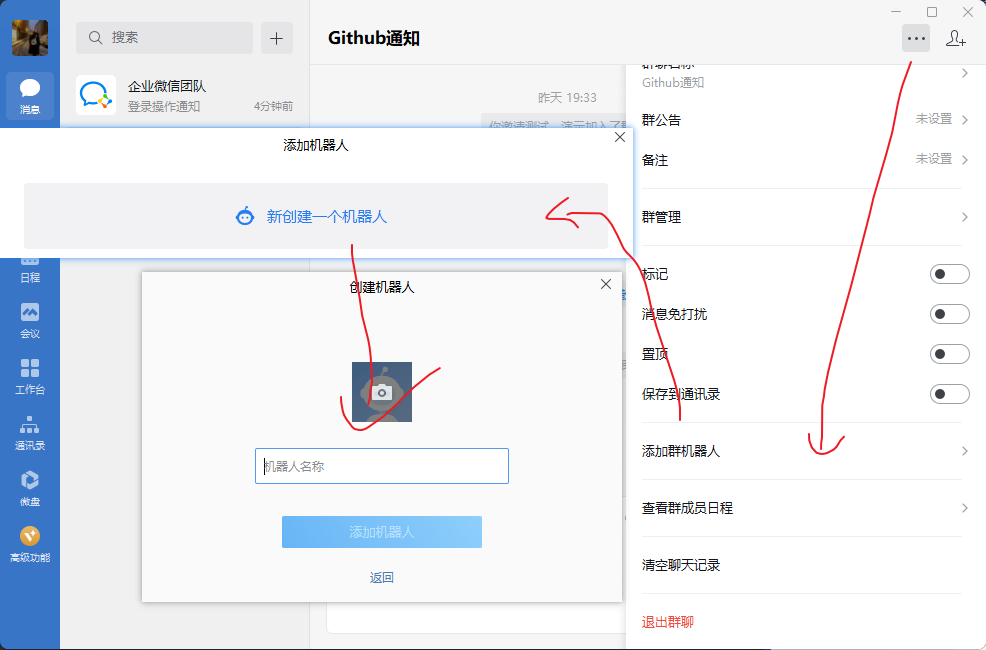 搜索
Github通知
企业微信团队
登录操作通知
4分钟前
消息
昨天 19:33
群聊名称
Github通知
群公告
未设置
添加机器人
备注
未设置
新创建一个机器人
群管理
日程
标记
创建机器人
消息免打扰
会议
置顶
工作台
保存到通讯录
通讯录
添加群机器人
机器人名称
微盘
查看群成员日程
添加机器人
高级功能
清空聊天记录
返回
退出群聊